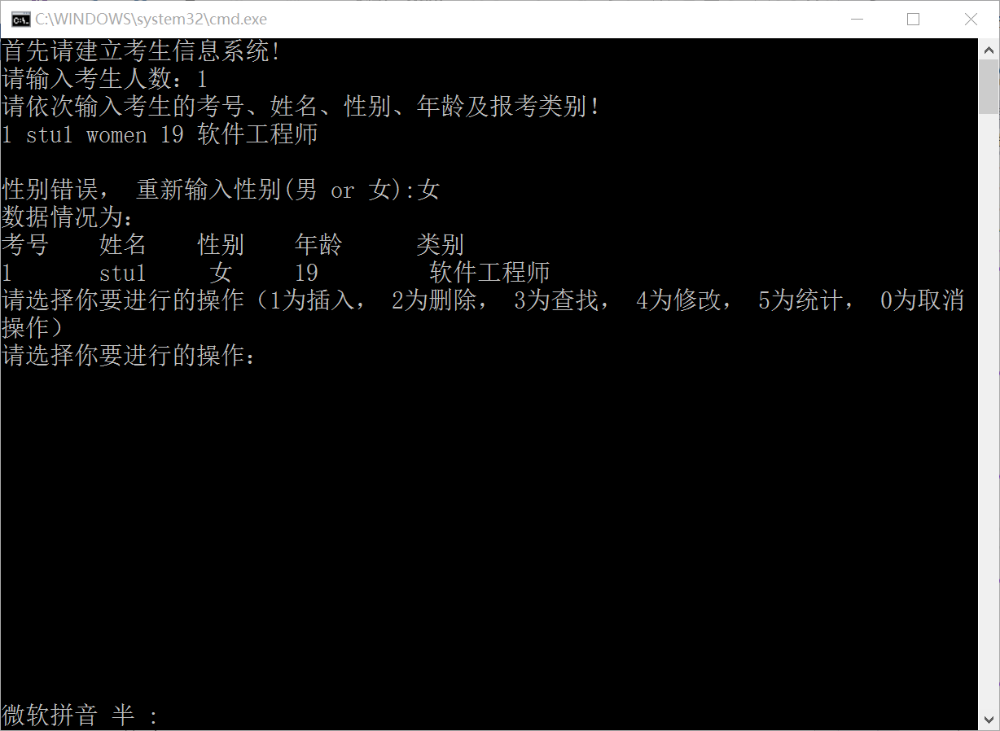 C:\WINDOWS\system32\cmd.exe
首先请建立考生信息系统!
请输入考生人数：1
请依次输入考生的考号、姓名、性别、年龄及报考类别！
1 stu1 women 19 软件工程师
性别错误， 重新输入性别(男 or 女):女
数据情况为:
考号    姓名    性别    年龄      类别
1       stu1     女     19         软件工程师
请选择你要进行的操作（1为插入， 2为删除， 3为查找， 4为修改， 5为统计， 0为取消
操作）
请选择你要进行的操作:
微软拼音 半 :